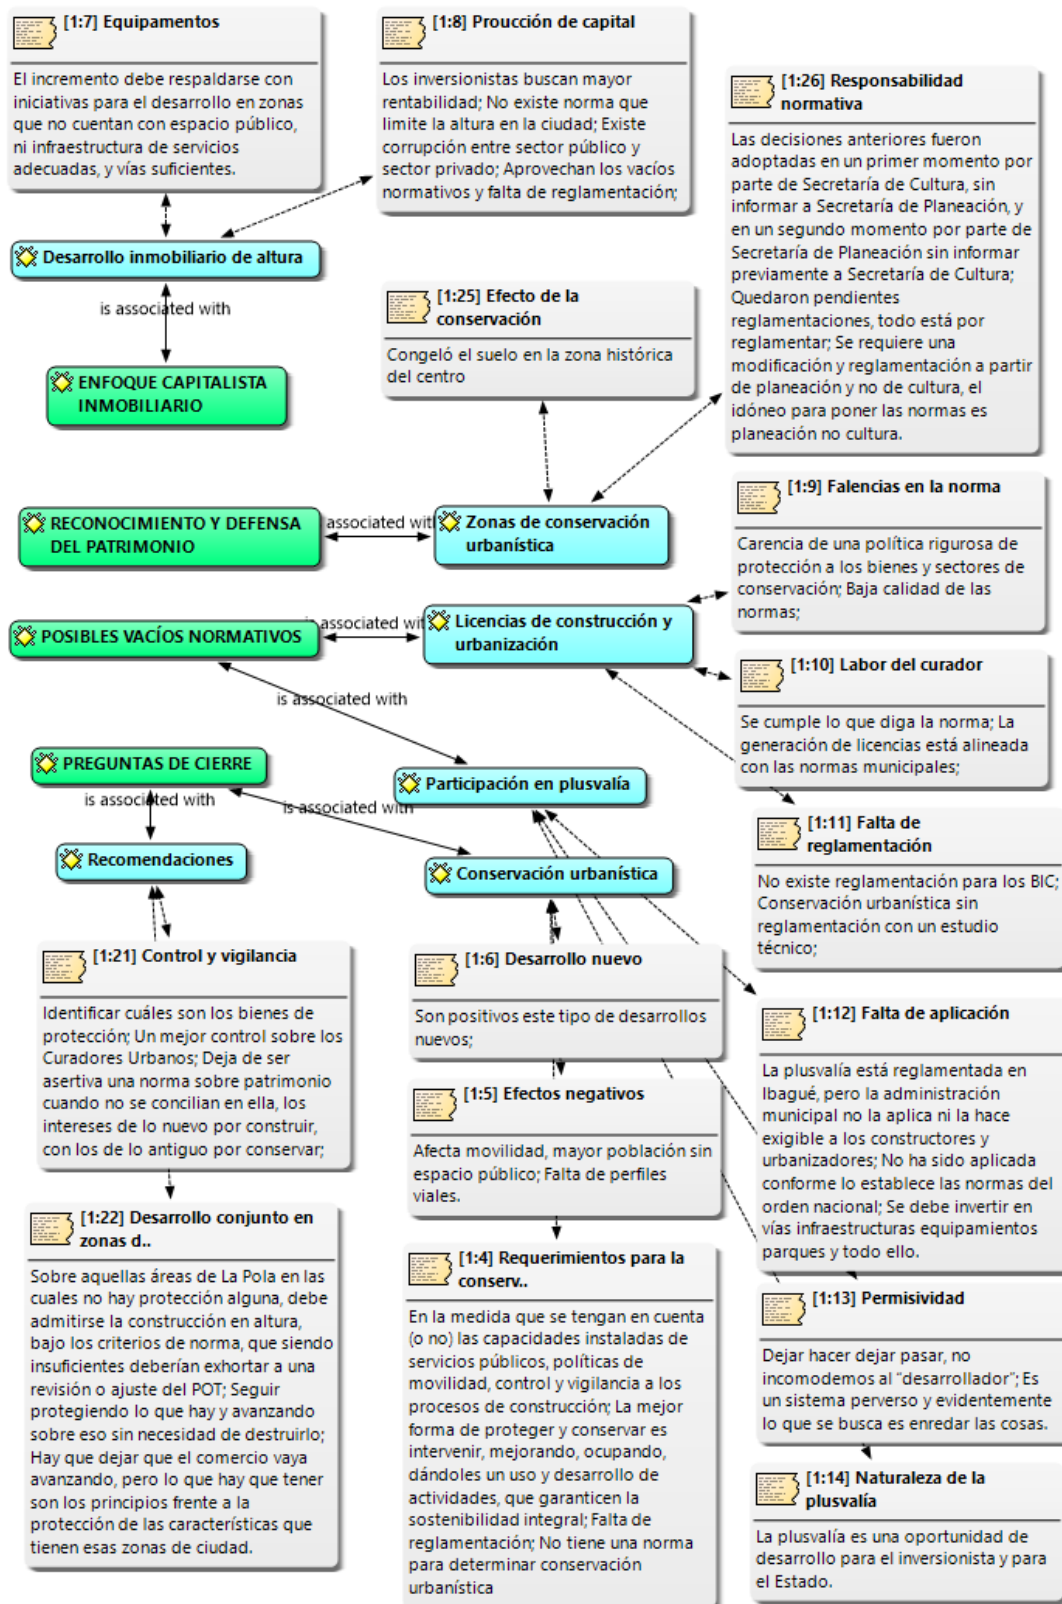 [1:7] Equipamentos
El incremento debe respaldarse con
iniciativas para el desarrollo en zonas
que no cuentan con espacio público,
ni infraestructura de servicios
adecuadas, y vías suficientes.
[1:8] Proucción de capital
Los inversionistas buscan mayor
rentabilidad; No existe norma que
limite la altura en la ciudad; Existe
corrupción entre sector público y
sector privado; Aprovechan los vacíos
normativos y falta de reglamentación;
[1:26] Responsabilidad
normativa
Las decisiones anteriores fueron
adoptadas en un primer momento por
parte de Secretaría de Cultura, sin
informar a Secretaría de Planeación, y
en un segundo momento por parte de
Secretaría de Planeación sin informar
previamente a Secretaría de Cultura;
Quedaron pendientes
reglamentaciones, todo está por
reglamentar; Se requiere una
modificación y reglamentación a partir
de planeación y no de cultura, el
idóneo para poner las normas es
planeación no cultura.
Desarrollo inmobiliario de altura
is associated with
ENFOQUE CAPITALISTA
INMOBILIARIO
[1:25] Efecto de la
conservación
Congeló el suelo en la zona histórica
del centro
RECONOCIMIENTO Y DEFENSA
DEL PATRIMONIO
associated with
Zonas de conservación
urbanística
[1:9] Falencias en la norma
Carencia de una política rigurosa de
protección a los bienes y sectores de
conservación; Baja calidad de las
normas;
POSIBLES VACÍOS NORMATIVOS
is associated with
Licencias de construcción y
urbanización
[1:10] Labor del curador
Se cumple lo que diga la norma; La
generación de licencias está alineada
con las normas municipales;
is associated with
PREGUNTAS DE CIERRE
is associated with
is associated with
Participación en plusvalía
Recomendaciones
Conservación urbanística
[1:11] Falta de
reglamentación
No existe reglamentación para los BIC;
Conservación urbanística sin
reglamentación con un estudio
técnico;
[1:21] Control y vigilancia
Identificar cuáles son los bienes de
protección; Un mejor control sobre los
Curadores Urbanos; Deja de ser
asertiva una norma sobre patrimonio
cuando no se concilian en ella, los
intereses de lo nuevo por construir,
con los de lo antiguo por conservar;
[1:6] Desarrollo nuevo
Son positivos este tipo de desarrollos
nuevos;
[1:5] Efectos negativos
Afecta movilidad, mayor población sin
espacio público; Falta de perfiles
viales.
[1:12] Falta de aplicación
La plusvalía está reglamentada en
Ibagué, pero la administración
municipal no la aplica ni la hace
exigible a los constructores y
urbanizadores; No ha sido aplicada
conforme lo establece las normas del
orden nacional; Se debe invertir en
vías infraestructuras equipamientos
parques y todo ello.
[1:22] Desarrollo conjunto en
zonas d..
Sobre aquellas áreas de La Pola en las
cuales no hay protección alguna, debe
admitirse la construcción en altura,
bajo los criterios de norma, que siendo
insuficientes deberían exhortar a una
revisión o ajuste del POT; Seguir
protegiendo lo que hay y avanzando
sobre eso sin necesidad de destruirlo;
Hay que dejar que el comercio vaya
avanzando, pero lo que hay que tener
son los principios frente a la
protección de las características que
tienen esas zonas de ciudad.
[1:4] Requerimientos para la
conserv..
En la medida que se tengan en cuenta
(o no) las capacidades instaladas de
servicios públicos, políticas de
movilidad, control y vigilancia a los
procesos de construcción; La mejor
forma de proteger y conservar es
intervenir, mejorando, ocupando,
dándoles un uso y desarrollo de
actividades, que garanticen la
sostenibilidad integral; Falta de
reglamentación; No tiene una norma
para determinar conservación
urbanística
[1:13] Permisividad
Dejar hacer dejar pasar, no
incomodemos al “desarrollador”; Es
un sistema perverso y evidentemente
lo que se busca es enredar las cosas.
[1:14] Naturaleza de la
plusvalía
La plusvalía es una oportunidad de
desarrollo para el inversionista y para
el Estado.